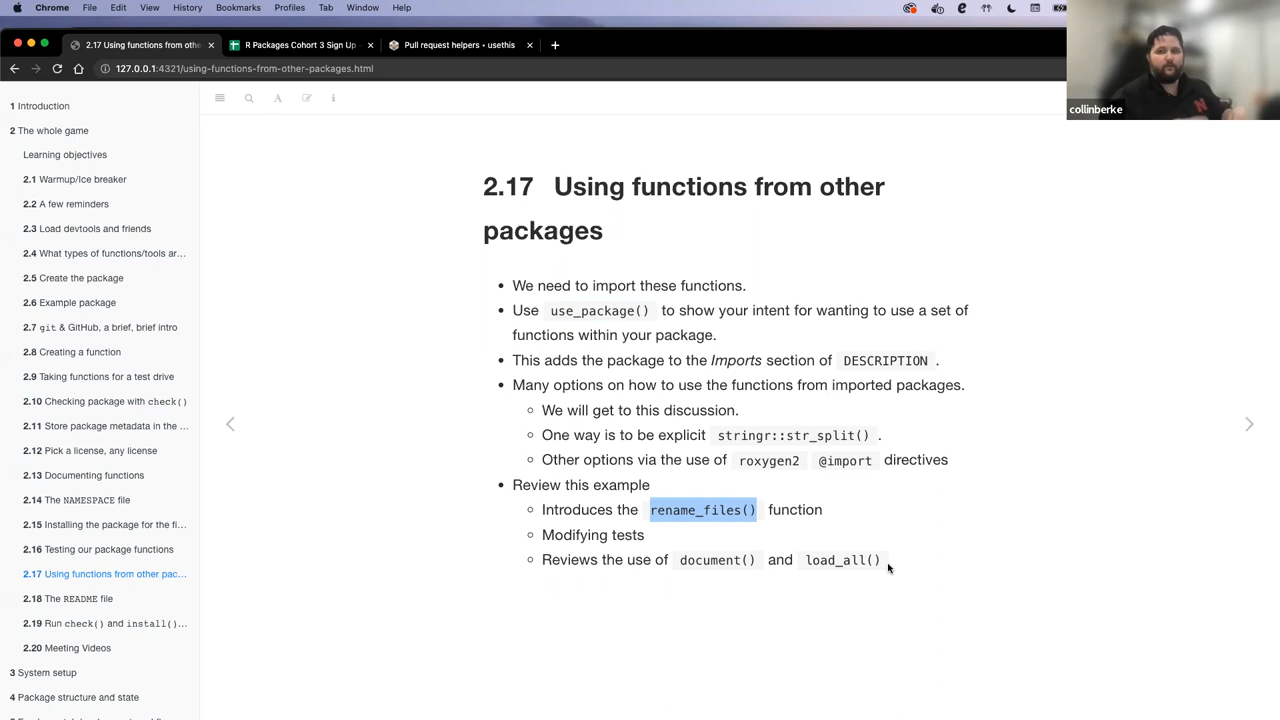 Chrome File Edit View History Bookmarks Profiles Tab Window Help
2.17 Using functions from othe
R Packages Cohort 3 Sign Up
Pull request helpers • usethis
127.0.0.1:4321/using-functions-from-other-packages.html
collinberke
1 Introduction
2 The whole game
Learning objectives
2.1 Warmup/Ice breaker
2.2 A few reminders
2.3 Load devtools and friends
2.4 What types of functions/tools ar…
2.5 Create the package
2.6 Example package
2.7 git & GitHub, a brief, brief intro
2.8 Creating a function
2.9 Taking functions for a test drive
2.10 Checking package with check()
2.11 Store package metadata in the …
2.12 Pick a license, any license
2.13 Documenting functions
2.14 The NAMESPACE file
2.15 Installing the package for the fi…
2.16 Testing our package functions
2.17 Using functions from other pac…
2.18 The README file
2.19 Run check() and install()…
2.20 Meeting Videos
3 System setup
4 Package structure and state
2.17 Using functions from other
packages
• We need to import these functions.
• Use use_package() to show your intent for wanting to use a set of
functions within your package.
• This adds the package to the Imports section of DESCRIPTION .
• Many options on how to use the functions from imported packages.
◦ We will get to this discussion.
◦ One way is to be explicit stringr::str_split() .
◦ Other options via the use of roxygen2 @import directives
• Review this example
◦ Introduces the rename_files() function
◦ Modifying tests
◦ Reviews the use of document() and load_all()